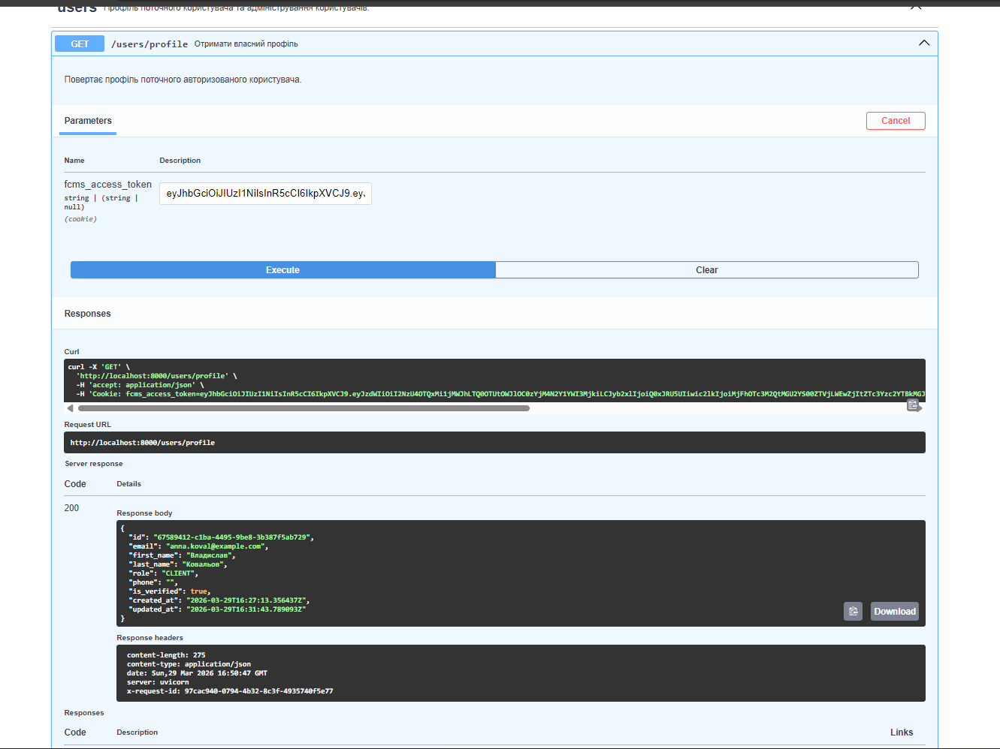 users Профіль поточного користувача та адміністрування користувачів.
GET /users/profile Отримати власний профіль
Повертає профіль поточного авторизованого користувача.
Parameters
Cancel
Name Description
fcms_access_token
string | (string |
null)
(cookie)
eyJhbGciOiJIUzI1NiIsInR5cCI6IkpXVCJ9.ey
Execute
Clear
Responses
Curl
curl -X 'GET' \
'http://localhost:8000/users/profile' \
-H 'accept: application/json' \
-H 'Cookie: fcms_access_token=eyJhbGciOiJIUzI1NiIsInR5cCI6IkpXVCJ9.eyJzdWIiOiI2NzU4OTQxMi1jMWJhLTQ0OTUtOWJlOC0zYjM4N2Y1YWI3MjkiLCJyb2xlIjoiQ0xJRU5UIiwic2lkIjoiMjFhOTc3M2QtMGU2YS00ZTVjLWEwZjItZTc3Yzc2YTBkMGJ
Request URL
http://localhost:8000/users/profile
Server response
Code Details
200
Response body
{
"id": "67589412-c1ba-4495-9be8-3b387f5ab729",
"email": "anna.koval@example.com",
"first_name": "Владислав",
"last_name": "Ковальов",
"role": "CLIENT",
"phone": "",
"is_verified": true,
"created_at": "2026-03-29T16:27:13.356437Z",
"updated_at": "2026-03-29T16:31:43.789093Z"
}
Download
Response headers
content-length: 275
content-type: application/json
date: Sun,29 Mar 2026 16:50:47 GMT
server: uvicorn
x-request-id: 97cac940-0794-4b32-8c3f-4935740f5e77
Responses
Code Description Links